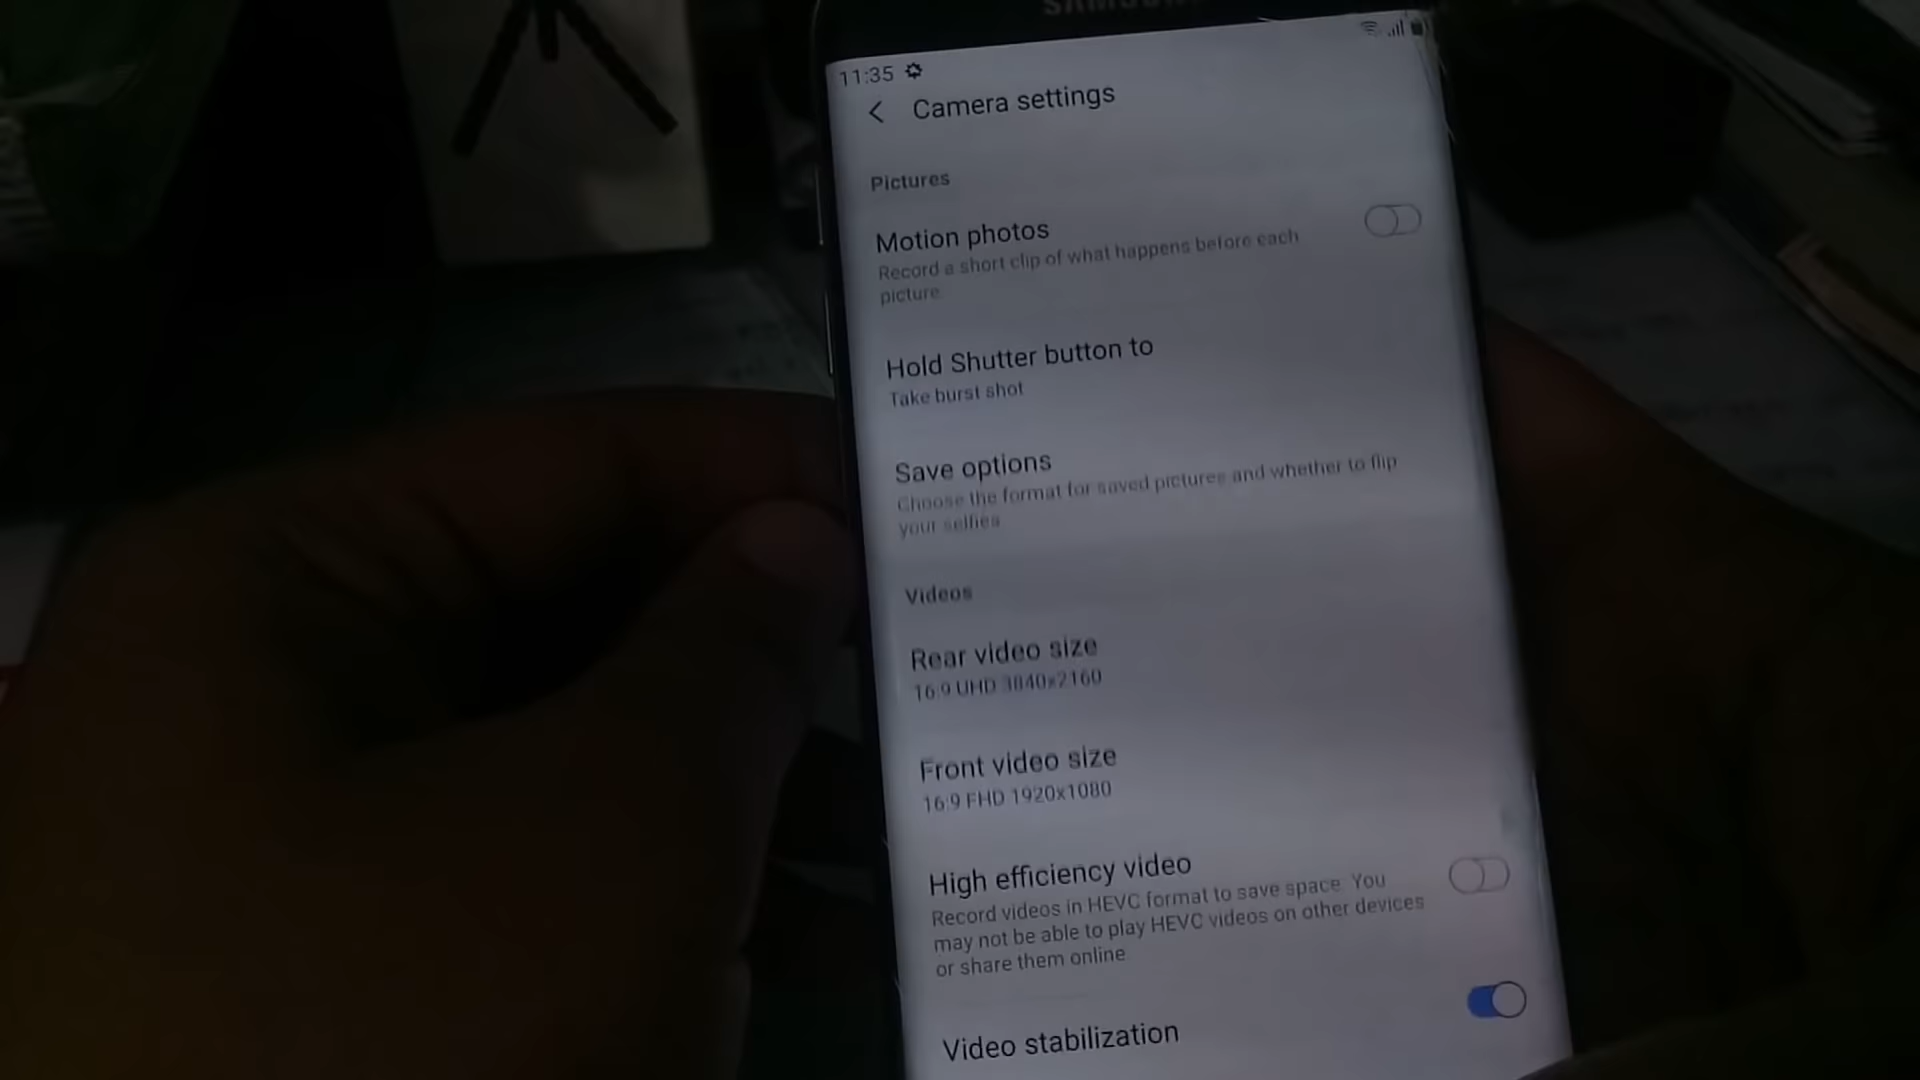 SAMSUNG
11:35
Camera settings
Pictures
Motion photos
Record a short clip of what happens before each
picture.
Hold Shutter button to
Take burst shot
Save options
Choose the format for saved pictures and whether to flip
your selfies.
Videos
Rear video size
16:9 UHD 3840x2160
Front video size
16:9 FHD 1920x1080
High efficiency video
Record videos in HEVC format to save space. You
may not be able to play HEVC videos on other devices
or share them online.
Video stabilization